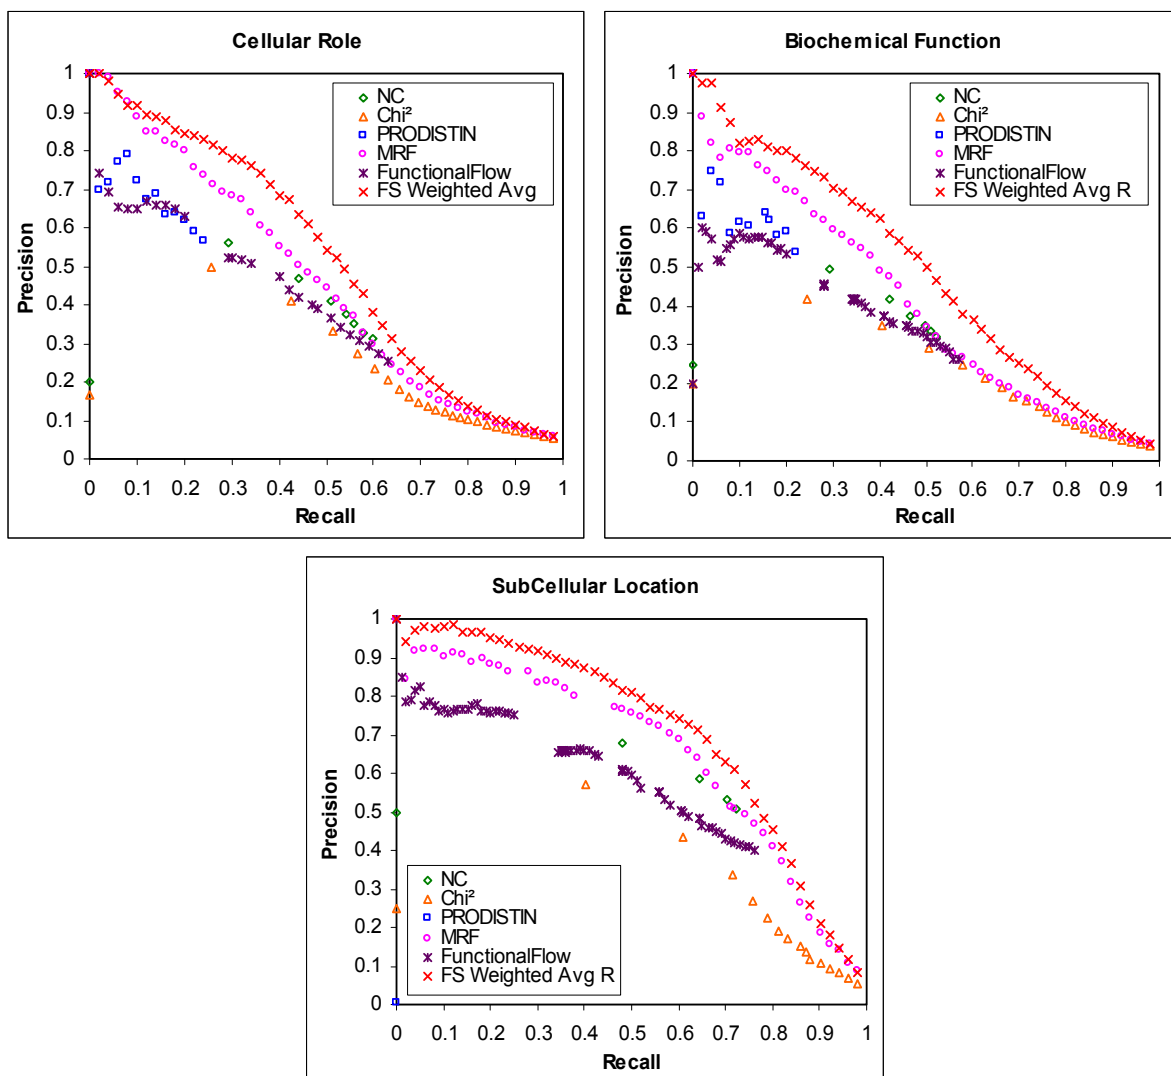 Cellular Role
1
0.9
0.8
0.7
0.6
0.5
0.4
0.3
0.2
0.1
0
Precision
NC
Chi²
PRODISTIN
MRF
FunctionalFlow
FS Weighted Avg
0 0.1 0.2 0.3 0.4 0.5 0.6 0.7 0.8 0.9 1
Recall
Biochemical Function
1
0.9
0.8
0.7
0.6
0.5
0.4
0.3
0.2
0.1
0
Precision
NC
Chi²
PRODISTIN
MRF
FunctionalFlow
FS Weighted Avg R
0 0.1 0.2 0.3 0.4 0.5 0.6 0.7 0.8 0.9 1
Recall
SubCellular Location
1
0.9
0.8
0.7
0.6
0.5
0.4
0.3
0.2
0.1
0
Precision
NC
Chi²
PRODISTIN
MRF
FunctionalFlow
FS Weighted Avg R
0 0.1 0.2 0.3 0.4 0.5 0.6 0.7 0.8 0.9 1
Recall